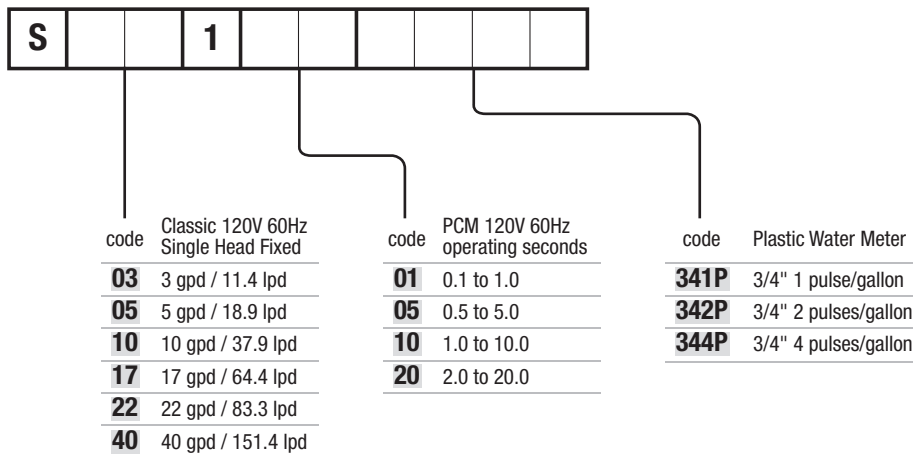 S 1
code Classic 120V 60Hz
Single Head Fixed
03 3 gpd / 11.4 lpd
05 5 gpd / 18.9 lpd
10 10 gpd / 37.9 lpd
17 17 gpd / 64.4 lpd
22 22 gpd / 83.3 lpd
40 40 gpd / 151.4 lpd
code PCM 120V 60Hz
operating seconds
01 0.1 to 1.0
05 0.5 to 5.0
10 1.0 to 10.0
20 2.0 to 20.0
code Plastic Water Meter
341P 3/4" 1 pulse/gallon
342P 3/4" 2 pulses/gallon
344P 3/4" 4 pulses/gallon